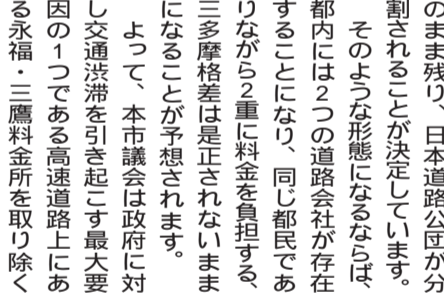 のまま残り、日本道路公団が分
割されることが決定しています。
そのような形態になるならば、
都内には2つの道路会社が存在
することになり、同じ都民であ
りながら2重に料金を負担する、
三多摩格差は是正されないまま
になることが予想されます。
よって、本市議会は政府に対
し交通渋滞を引き起こす最大要
因の1つである高速道路上にあ
る永福・三鷹料金所を取り除く